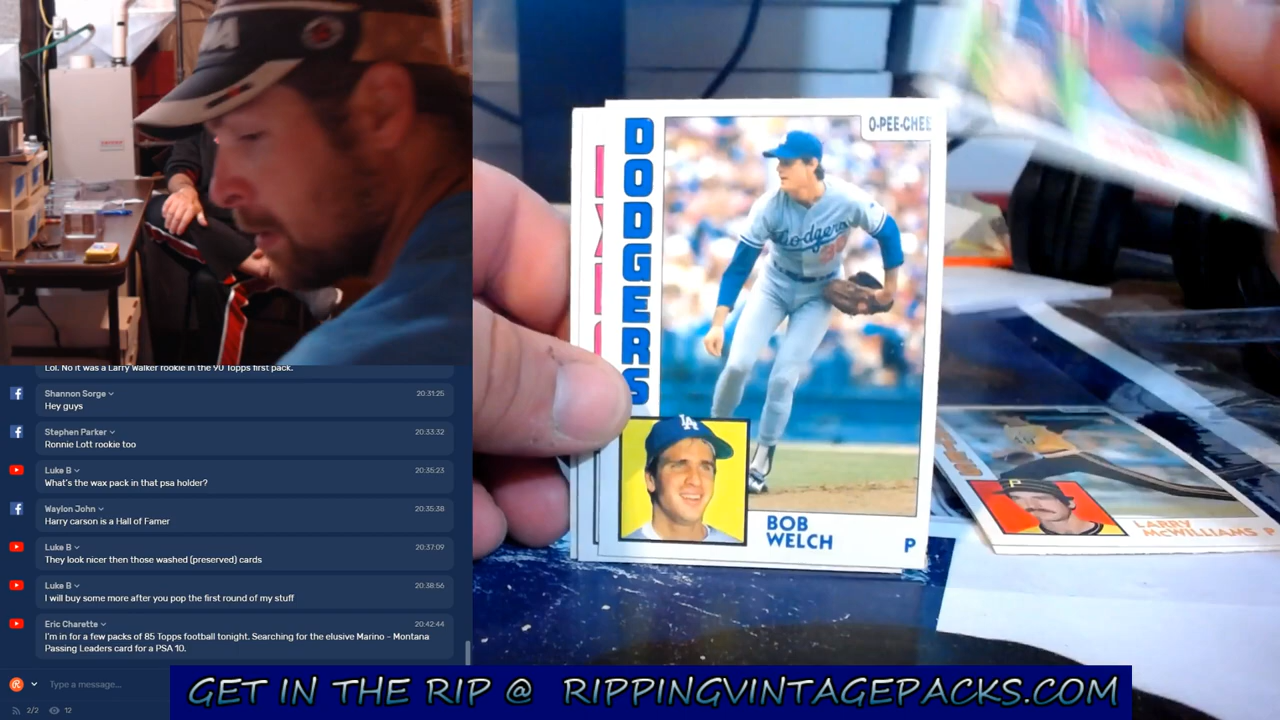 Lol. No it was a Larry Walker rookie in the 90 Topps first pack.
Shannon Sorge 20:31:25
Hey guys
Stephen Parker 20:33:32
Ronnie Lott rookie too
Luke B 20:35:23
What's the wax pack in that psa holder?
Waylon John 20:35:38
Harry carson is a Hall of Famer
Luke B 20:37:09
They look nicer then those washed (preserved) cards
Luke B 20:38:56
I will buy some more after you pop the first round of my stuff
Eric Charette 20:42:44
I'm in for a few packs of 85 Topps football tonight. Searching for the elusive Marino - Montana
Passing Leaders card for a PSA 10.
Type a message...
2/2 12
O-PEE-CHEE
DODGERS
Dodgers
LA
BOB
WELCH
P
P
LARRY
McWILLIAMS P
GET IN THE RIP @ RIPPINGVINTAGEPACKS.COM